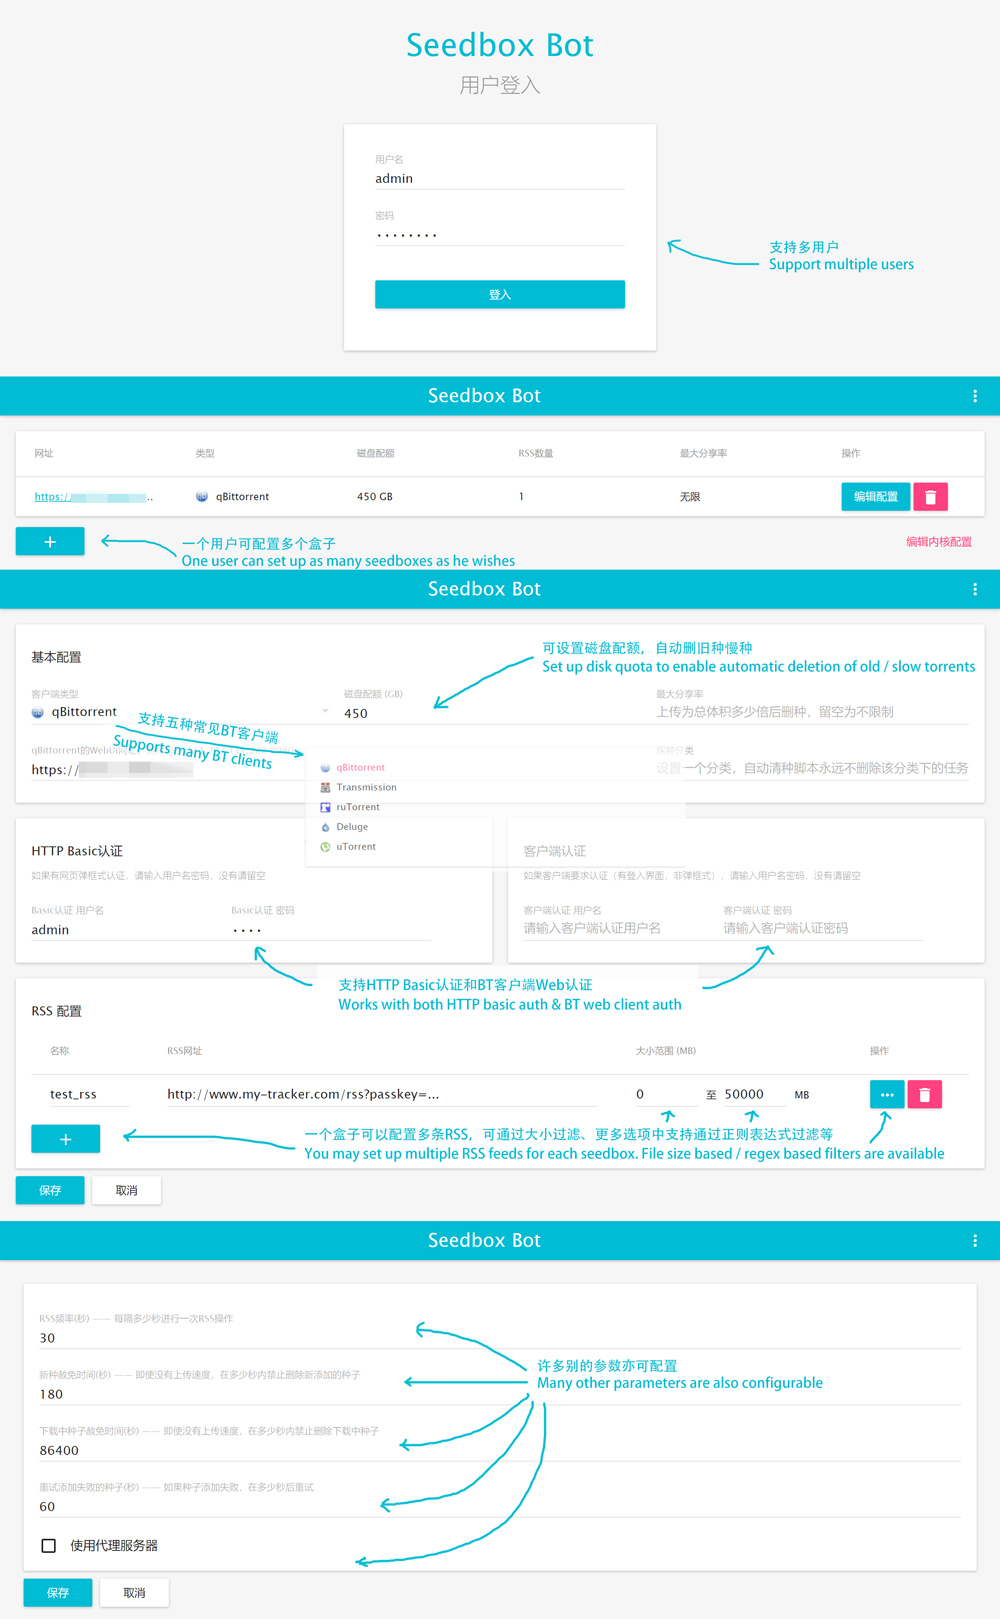 Seedbox Bot
用户登入
用户名
admin
密码
········
登入
支持多用户
Support multiple users
Seedbox Bot
网址 类型 磁盘配额 RSS数量 最大分享率 操作
https:/ .. qBittorrent 450 GB 1 无限 编辑配置
+
一个用户可配置多个盒子
One user can set up as many seedboxes as he wishes
编辑内核配置
Seedbox Bot
基本配置
可设置磁盘配额，自动删旧种慢种
Set up disk quota to enable automatic deletion of old / slow torrents
客户端类型 磁盘配额 (GB) 最大分享率
qBittorrent 450 上传为总体积多少倍后删种，留空为不限制
支持五种常见BT客户端
Supports many BT clients
qBittorrent的WebUI网址 保种分类
https:// 设置一个分类，自动清种脚本永远不删除该分类下的任务
qBittorrent
Transmission
ruTorrent
Deluge
uTorrent
HTTP Basic认证
如果有网页弹框式认证，请输入用户名密码，没有请留空
Basic认证 用户名 Basic认证 密码
admin ····
客户端认证
如果客户端要求认证（有登入界面，非弹框式），请输入用户名密码，没有请留空
客户端认证 用户名 客户端认证 密码
请输入客户端认证用户名 请输入客户端认证密码
支持HTTP Basic认证和BT客户端Web认证
Works with both HTTP basic auth & BT web client auth
RSS 配置
名称 RSS网址 大小范围 (MB) 操作
test_rss http://www.my-tracker.com/rss?passkey=... 0 至 50000 MB
+
一个盒子可以配置多条RSS，可通过大小过滤、更多选项中支持通过正则表达式过滤等
You may set up multiple RSS feeds for each seedbox. File size based / regex based filters are available
保存 取消
Seedbox Bot
RSS频率(秒) —— 每隔多少秒进行一次RSS操作
30
新种赦免时间(秒) —— 即使没有上传速度，在多少秒内禁止删除新添加的种子
180
下载中种子赦免时间(秒) —— 即使没有上传速度，在多少秒内禁止删除下载中种子
86400
重试添加失败的种子(秒) —— 如果种子添加失败，在多少秒后重试
60
许多别的参数亦可配置
Many other parameters are also configurable
使用代理服务器
保存 取消